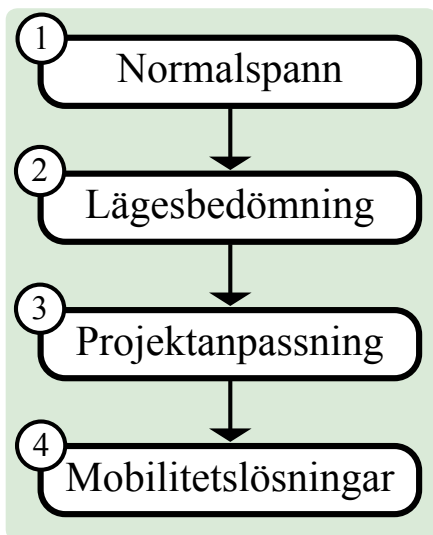 1
Normalspann
2
Lägesbedömning
3
Projektanpassning
4
Mobilitetslösningar